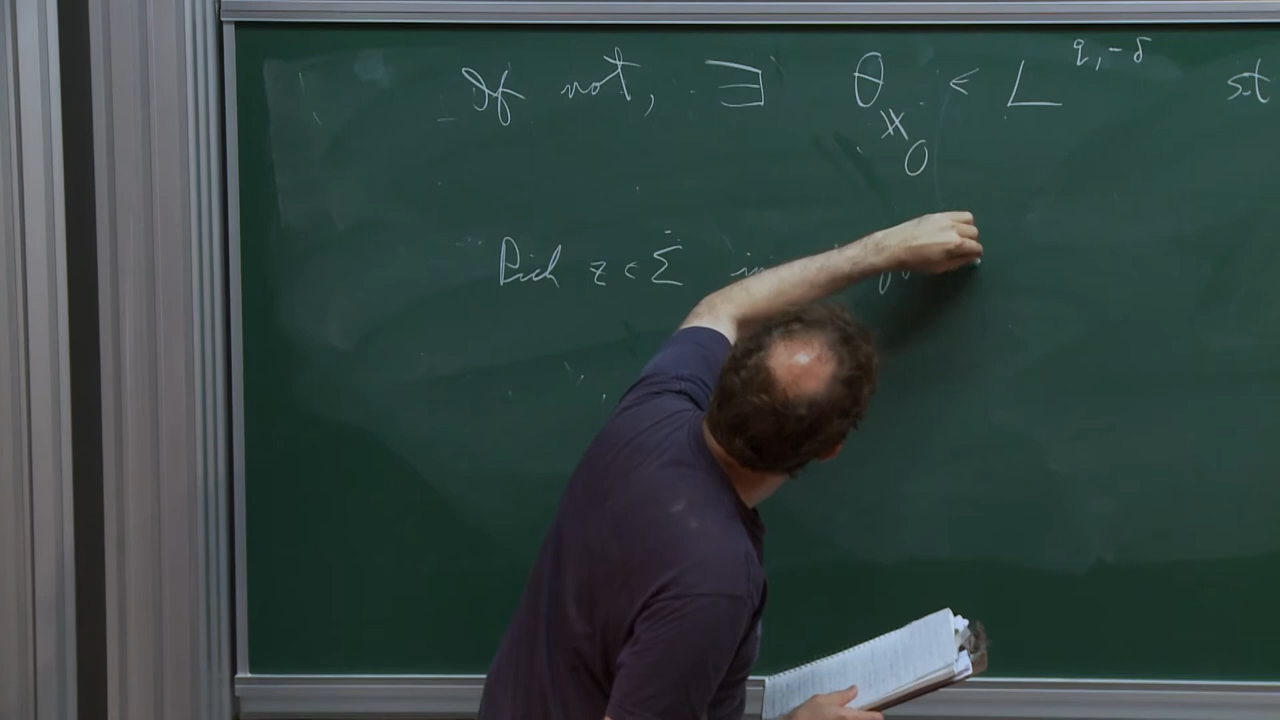 If not, ∃ θ ∈ L^{q,-δ} s.t
≠
0
Pick z ∈ Σ̇